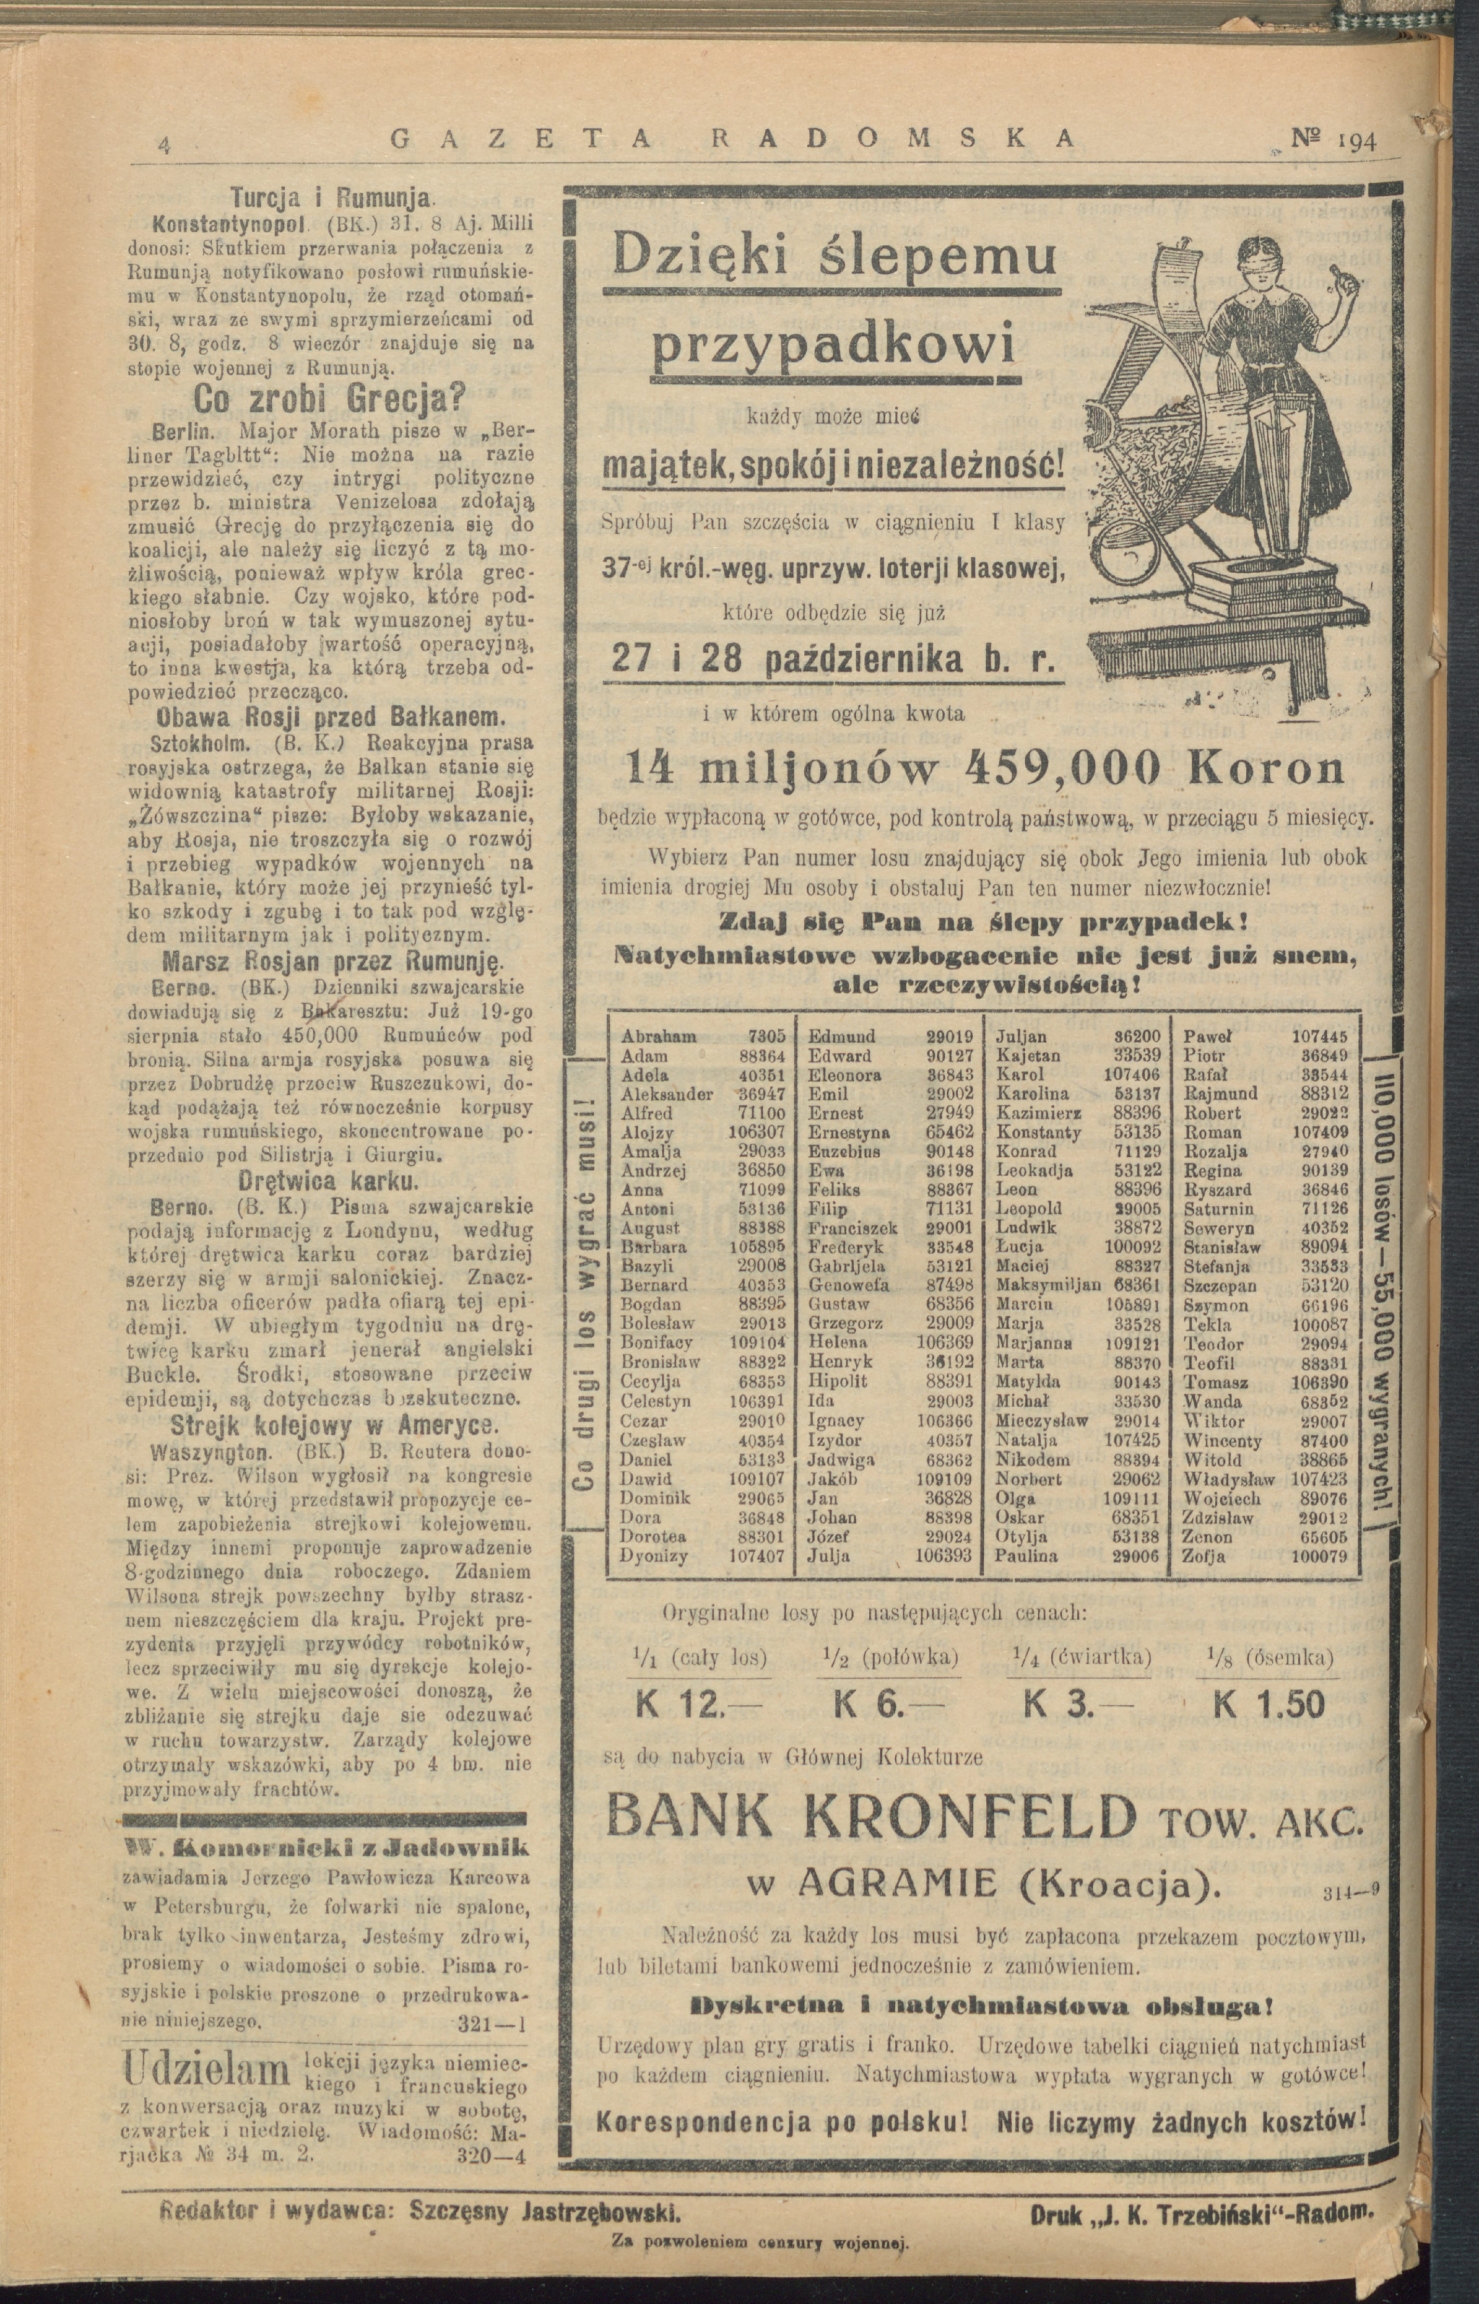 4
GAZETA RADOMSKA
№ 194
Turcja i Rumunja.
Konstantynopol. (BK.) 31. 8 Aj. Milli
donosi: Skutkiem przerwania połączenia z
Rumunją notyfikowano posłowi rumuńskie-
mu w Konstantynopolu, że rząd otomań-
ski, wraz ze swymi sprzymierzeńcami od
30. 8, godz. 8 wieczór znajduje się na
stopie wojennej z Rumunją.
Co zrobi Grecja?
Berlin. Major Morath pisze w „Ber-
liner Tagbltt“: Nie można na razie
przewidzieć, czy intrygi polityczne
przez b. ministra Venizelosa zdołają
zmusić Grecję do przyłączenia się do
koalicji, ale należy się liczyć z tą mo-
żliwością, ponieważ wpływ króla grec-
kiego słabnie. Czy wojsko, które pod-
niosłoby broń w tak wymuszonej sytu-
acji, posiadałoby wartość operacyjną,
to inna kwestja, ka którą trzeba od-
powiedzieć przecząco.
Obawa Rosji przed Bałkanem.
Sztokholm. (B. K.) Reakcyjna prasa
rosyjska ostrzega, że Bałkan stanie się
widownią katastrofy militarnej Rosji:
„Żówszczina“ pisze: Byłoby wskazanie,
aby Rosja, nie troszczyła się o rozwój
i przebieg wypadków wojennych na
Bałkanie, który może jej przynieść tyl-
ko szkody i zgubę i to tak pod wzglę-
dem militarnym jak i politycznym.
Marsz Rosjan przez Rumunję.
Berno. (BK.) Dzienniki szwajcarskie
dowiadują się z Bukaresztu: Już 19-go
sierpnia stało 450,000 Rumuńców pod
bronią. Silna armja rosyjska posuwa się
przez Dobrudżę przeciw Ruszczukowi, do-
kąd podążają też równocześnie korpusy
wojska rumuńskiego, skoncentrowane po-
przednio pod Silistrją i Giurgiu.
Drętwica karku.
Berno. (B. K.) Pisma szwajcarskie
podają informację z Londynu, według
której drętwica karku coraz bardziej
szerzy się w armji salonickiej. Znacz-
na liczba oficerów padła ofiarą tej epi-
demji. W ubiegłym tygodniu na drę-
twicę karku zmarł jenerał angielski
Buckle. Środki, stosowane przeciw
epidemji, są dotychczas bezskuteczne.
Strejk kolejowy w Ameryce.
Waszyngton. (BK.) B. Reutera dono-
si: Prez. Wilson wygłosił na kongresie
mowę, w której przedstawił propozycje ce-
lem zapobieżenia strejkowi kolejowemu.
Między innemi proponuje zaprowadzenie
8-godzinnego dnia roboczego. Zdaniem
Wilsona strejk powszechny byłby strasz-
nem nieszczęściem dla kraju. Projekt pre-
zydenta przyjęli przywódcy robotników,
lecz sprzeciwiły mu się dyrekcje kolejo-
we. Z wielu miejscowości donoszą, że
zbliżanie się strejku daje sie odczuwać
w ruchu towarzystw. Zarządy kolejowe
otrzymały wskazówki, aby po 4 bm. nie
przyjmowały frachtów.
W. Komornicki z Jadownik
zawiadamia Jerzego Pawłowicza Karcowa
w Petersburgu, że folwarki nie spalone,
brak tylko inwentarza, Jesteśmy zdrowi,
prosiemy o wiadomości o sobie. Pisma ro-
syjskie i polskie proszone o przedrukowa-
nie niniejszego. 321—1
Udzielam lekcji języka niemiec-
kiego i francuskiego
z konwersacją oraz muzyki w sobotę,
czwartek i niedzielę. Wiadomość: Ma-
rjacka № 34 m. 2. 320—4
Dzięki ślepemu
przypadkowi
każdy może mieć
majątek, spokój i niezależność!
Spróbuj Pan szczęścia w ciągnieniu I klasy
37-ej król.-węg. uprzyw. loterji klasowej,
które odbędzie się już
27 i 28 października b. r.
i w którem ogólna kwota
14 miljonów 459,000 Koron
będzie wypłaconą w gotówce, pod kontrolą państwową, w przeciągu 5 miesięcy.
Wybierz Pan numer losu znajdujący się obok Jego imienia lub obok
imienia drogiej Mu osoby i obstaluj Pan ten numer niezwłocznie!
Zdaj się Pan na ślepy przypadek!
Natychmiastowe wzbogacenie nie jest już snem,
ale rzeczywistością!
Co drugi los wygrać musi!
Abraham 7305 Edmund 29019 Juljan 36200 Paweł 107445
Adam 88364 Edward 90127 Kajetan 33539 Piotr 36849
Adela 40351 Eleonora 36843 Karol 107406 Rafał 33544
Aleksander 36947 Emil 29002 Karolina 53137 Rajmund 88312
Alfred 71100 Ernest 27949 Kazimierz 88396 Robert 29022
Alojzy 106307 Ernestyna 65462 Konstanty 53135 Roman 107409
Amalja 29033 Euzebius 90148 Konrad 71129 Rozalja 27940
Andrzej 36850 Ewa 36198 Leokadja 53122 Regina 90139
Anna 71099 Feliks 88367 Leon 88396 Ryszard 36846
Antoni 53136 Filip 71131 Leopold 29005 Saturnin 71126
August 88388 Franciszek 29001 Ludwik 38872 Seweryn 40352
Barbara 105895 Frederyk 33548 Łucja 100092 Stanisław 89094
Bazyli 29008 Gabrljela 53121 Maciej 88327 Stefanja 33533
Bernard 40353 Genowefa 87498 Maksymiljan 68361 Szczepan 53120
Bogdan 88395 Gustaw 68356 Marcin 105891 Szymon 66196
Bolesław 29013 Grzegorz 29009 Marja 33528 Tekla 100087
Bonifacy 109104 Helena 106369 Marjanna 109121 Teodor 29094
Bronisław 88322 Henryk 36192 Marta 88370 Teofil 88331
Cecylja 68353 Hipolit 88391 Matylda 90143 Tomasz 106390
Celestyn 106391 Ida 29003 Michał 33530 Wanda 68352
Cezar 29010 Ignacy 106366 Mieczysław 29014 Wiktor 29007
Czesław 40354 Izydor 40357 Natalja 107425 Wincenty 87400
Daniel 53133 Jadwiga 68362 Nikodem 88394 Witold 38865
Dawid 109107 Jakób 109109 Norbert 29062 Władysław 107423
Dominik 29065 Jan 36828 Olga 109111 Wojciech 89076
Dora 36848 Johan 88398 Oskar 68351 Zdzisław 29012
Dorotea 88301 Józef 29024 Otylja 53138 Zenon 65605
Dyonizy 107407 Julja 106393 Paulina 29006 Zofja 100079
110,000 losów—55,000 wygranych!
Oryginalne losy po następujących cenach:
1/1 (cały los) 1/2 (połówka) 1/4 (ćwiartka) 1/8 (ósemka)
K 12.— K 6.— K 3.— K 1.50
są do nabycia w Głównej Kolekturze
BANK KRONFELD TOW. AKC.
w AGRAMIE (Kroacja).
314—9
Należność za każdy los musi być zapłacona przekazem pocztowym,
lub biletami bankowemi jednocześnie z zamówieniem.
Dyskretna i natychmiastowa obsługa!
Urzędowy plan gry gratis i franko. Urzędowe tabelki ciągnień natychmiast
po każdem ciągnieniu. Natychmiastowa wypłata wygranych w gotówce!
Korespondencja po polsku! Nie liczymy żadnych kosztów!
Redaktor i wydawca: Szczęsny Jastrzębowski.
Druk „J. K. Trzebiński“-Radom.
Za pozwoleniem cenzury wojennej.